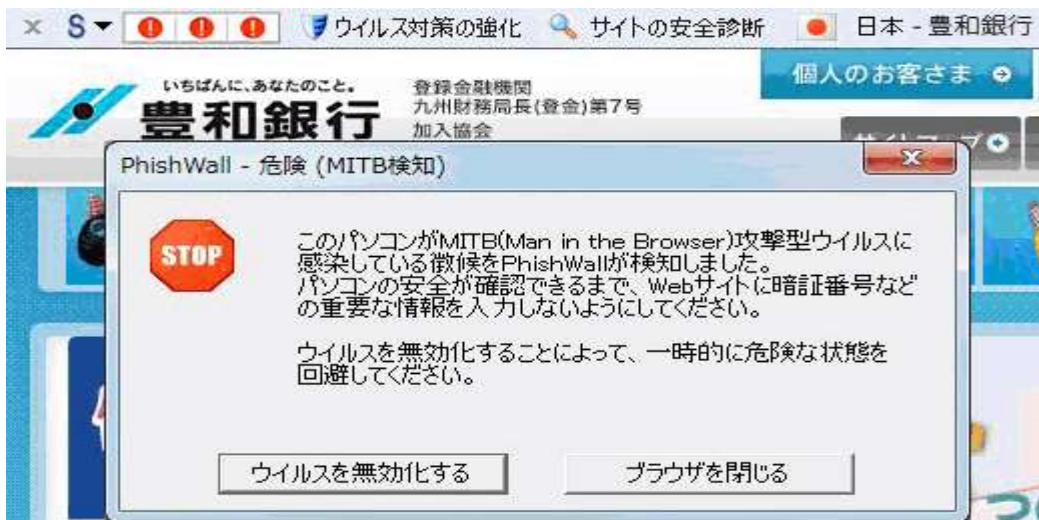 × S ウイルス対策の強化 サイトの安全診断 日本 - 豊和銀行
個人のお客さま
いちばんに、あなたのこと。
豊和銀行
登録金融機関
九州財務局長(登金)第7号
加入協会
PhishWall - 危険 (MITB検知)
STOP
このパソコンがMITB(Man in the Browser)攻撃型ウイルスに
感染している徴候をPhishWallが検知しました。
パソコンの安全が確認できるまで、Webサイトに暗証番号など
の重要な情報を入力しないようにしてください。
ウイルスを無効化することによって、一時的に危険な状態を
回避してください。
ウイルスを無効化する
ブラウザを閉じる